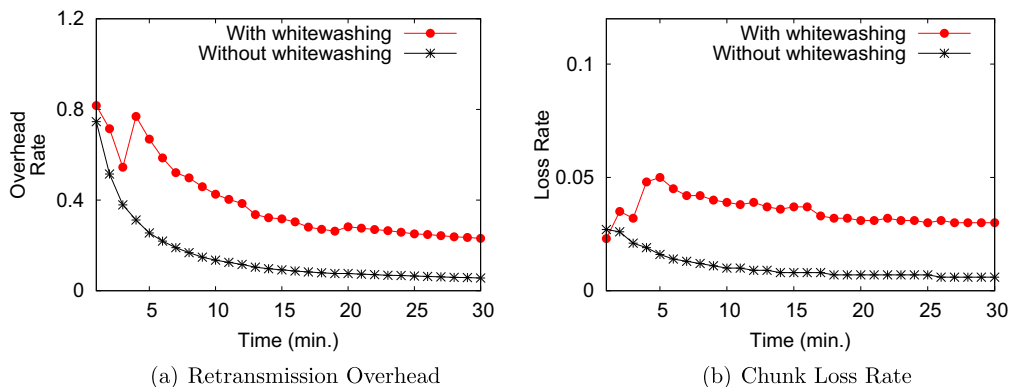 1.2
0.8
0.4
0
Overhead
Rate
With whitewashing
Without whitewashing
5 10 15 20 25 30
Time (min.)
(a) Retransmission Overhead
0.1
0.05
0
Loss Rate
With whitewashing
Without whitewashing
5 10 15 20 25 30
Time (min.)
(b) Chunk Loss Rate